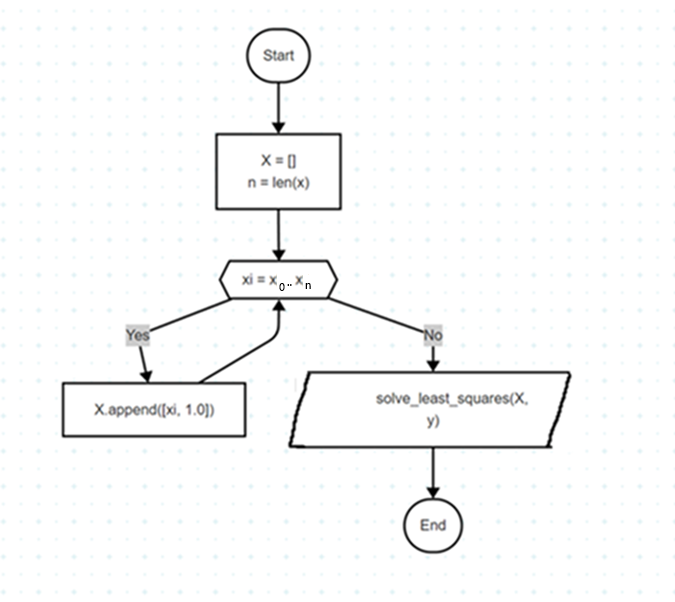 Start
X = []
n = len(x)
xi = x₀..xₙ
Yes
No
X.append([xi, 1.0])
solve_least_squares(X,
y)
End